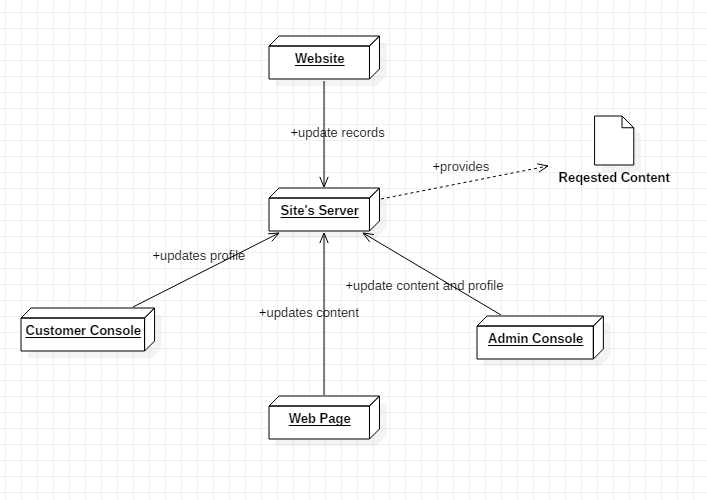 Website
+update records
+provides
Reqested Content
Site's Server
+updates profile
+update content and profile
+updates content
Customer Console
Admin Console
Web Page